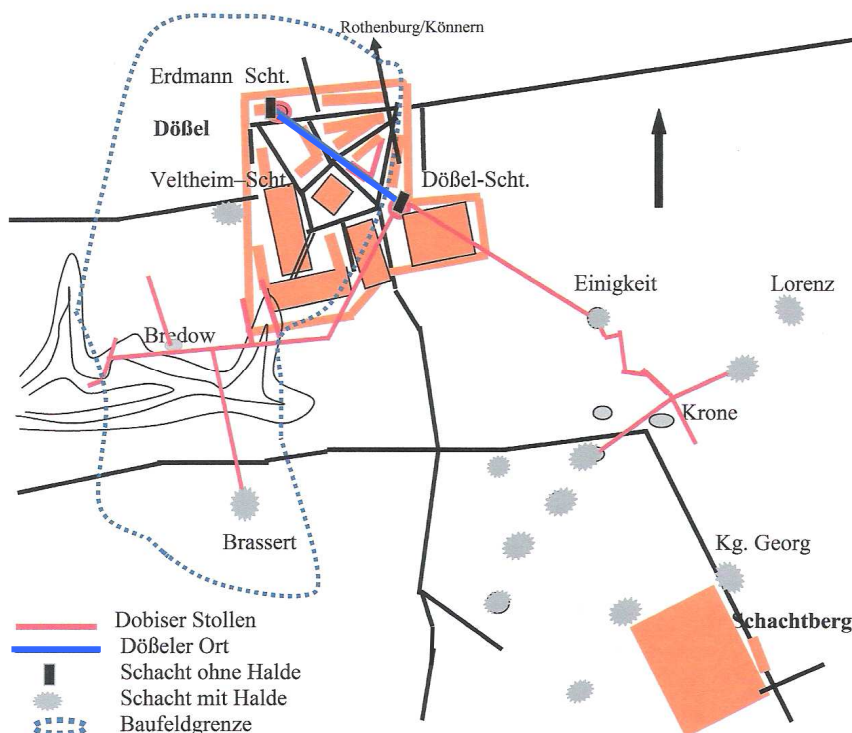 Rothenburg/Könnern
Erdmann Scht.
Dößel
Veltheim–Scht.
Dößel-Scht.
Einigkeit
Lorenz
Bredow
Krone
Brassert
Kg. Georg
Schachtberg
Dobiser Stollen
Dößeler Ort
Schacht ohne Halde
Schacht mit Halde
Baufeldgrenze